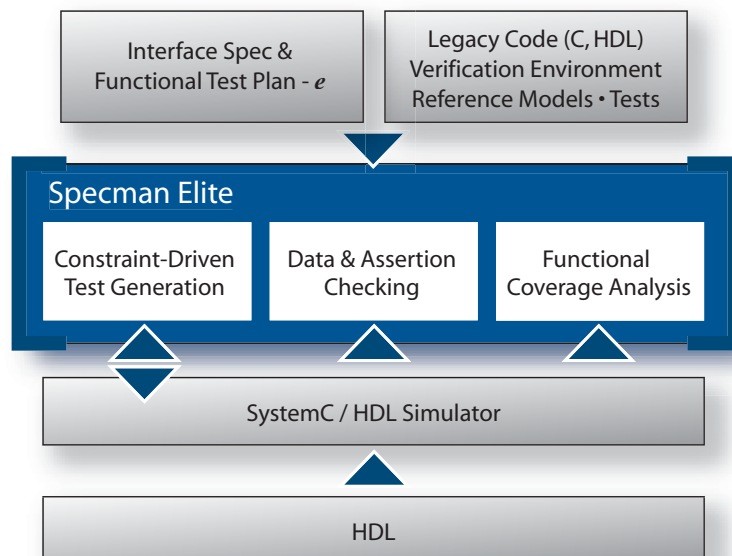 Interface Spec &
Functional Test Plan - e
Legacy Code (C, HDL)
Verification Environment
Reference Models • Tests
Specman Elite
Constraint-Driven
Test Generation
Data & Assertion
Checking
Functional
Coverage Analysis
SystemC / HDL Simulator
HDL